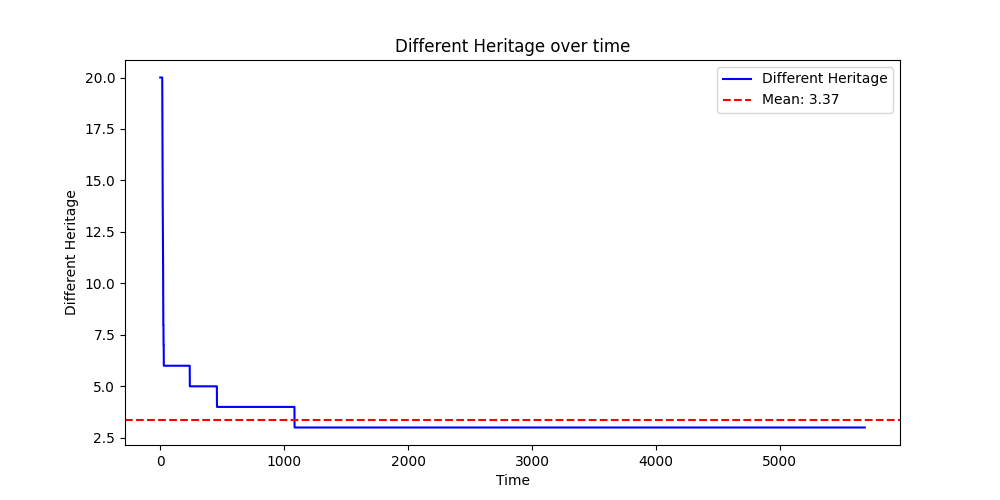 Different Heritage over time
Different Heritage
Mean: 3.37
20.0
17.5
15.0
12.5
10.0
7.5
5.0
2.5
Different Heritage
0 1000 2000 3000 4000 5000
Time